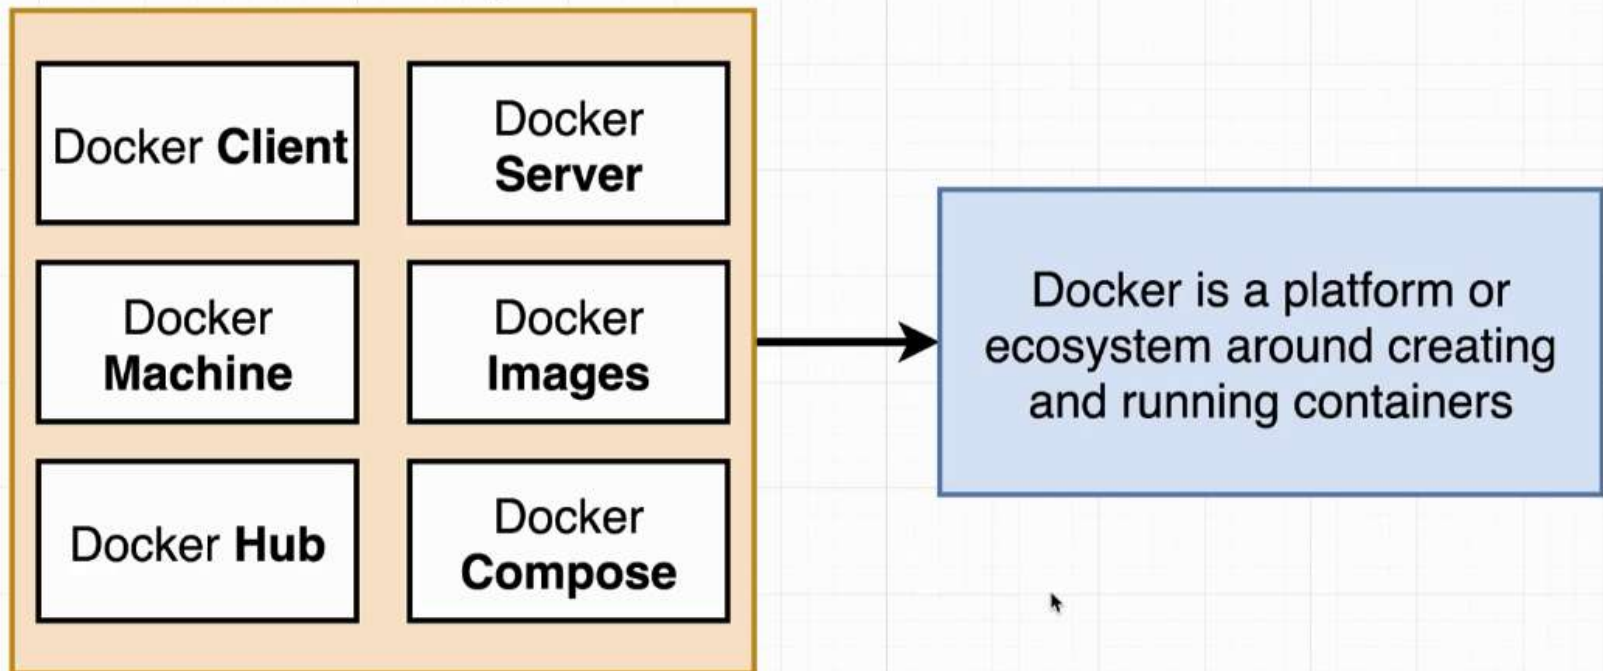 Docker Client
Docker
Server
Docker
Machine
Docker
Images
Docker Hub
Docker
Compose
Docker is a platform or
ecosystem around creating
and running containers